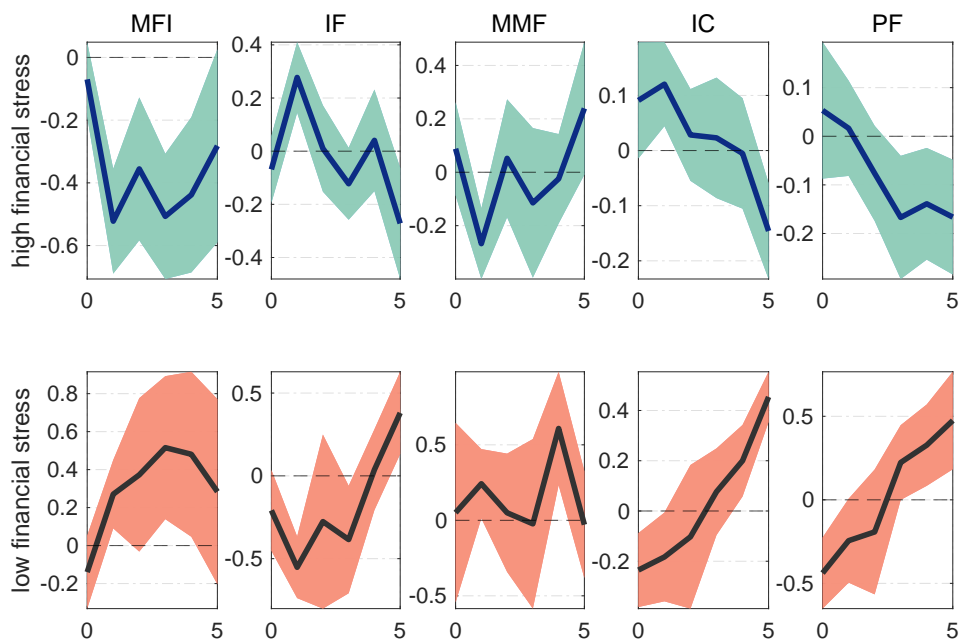 MFI IF MMF IC PF
high financial stress
0 -0.2 -0.4 -0.6
0.4 0.2 0 -0.2 -0.4
0.4 0.2 0 -0.2
0.1 0 -0.1 -0.2
0.1 0 -0.1 -0.2
0 5 0 5 0 5 0 5 0 5
low financial stress
0.8 0.6 0.4 0.2 0 -0.2
0.5 0 -0.5
0.5 0 -0.5
0.4 0.2 0 -0.2
0.5 0 -0.5
0 5 0 5 0 5 0 5 0 5